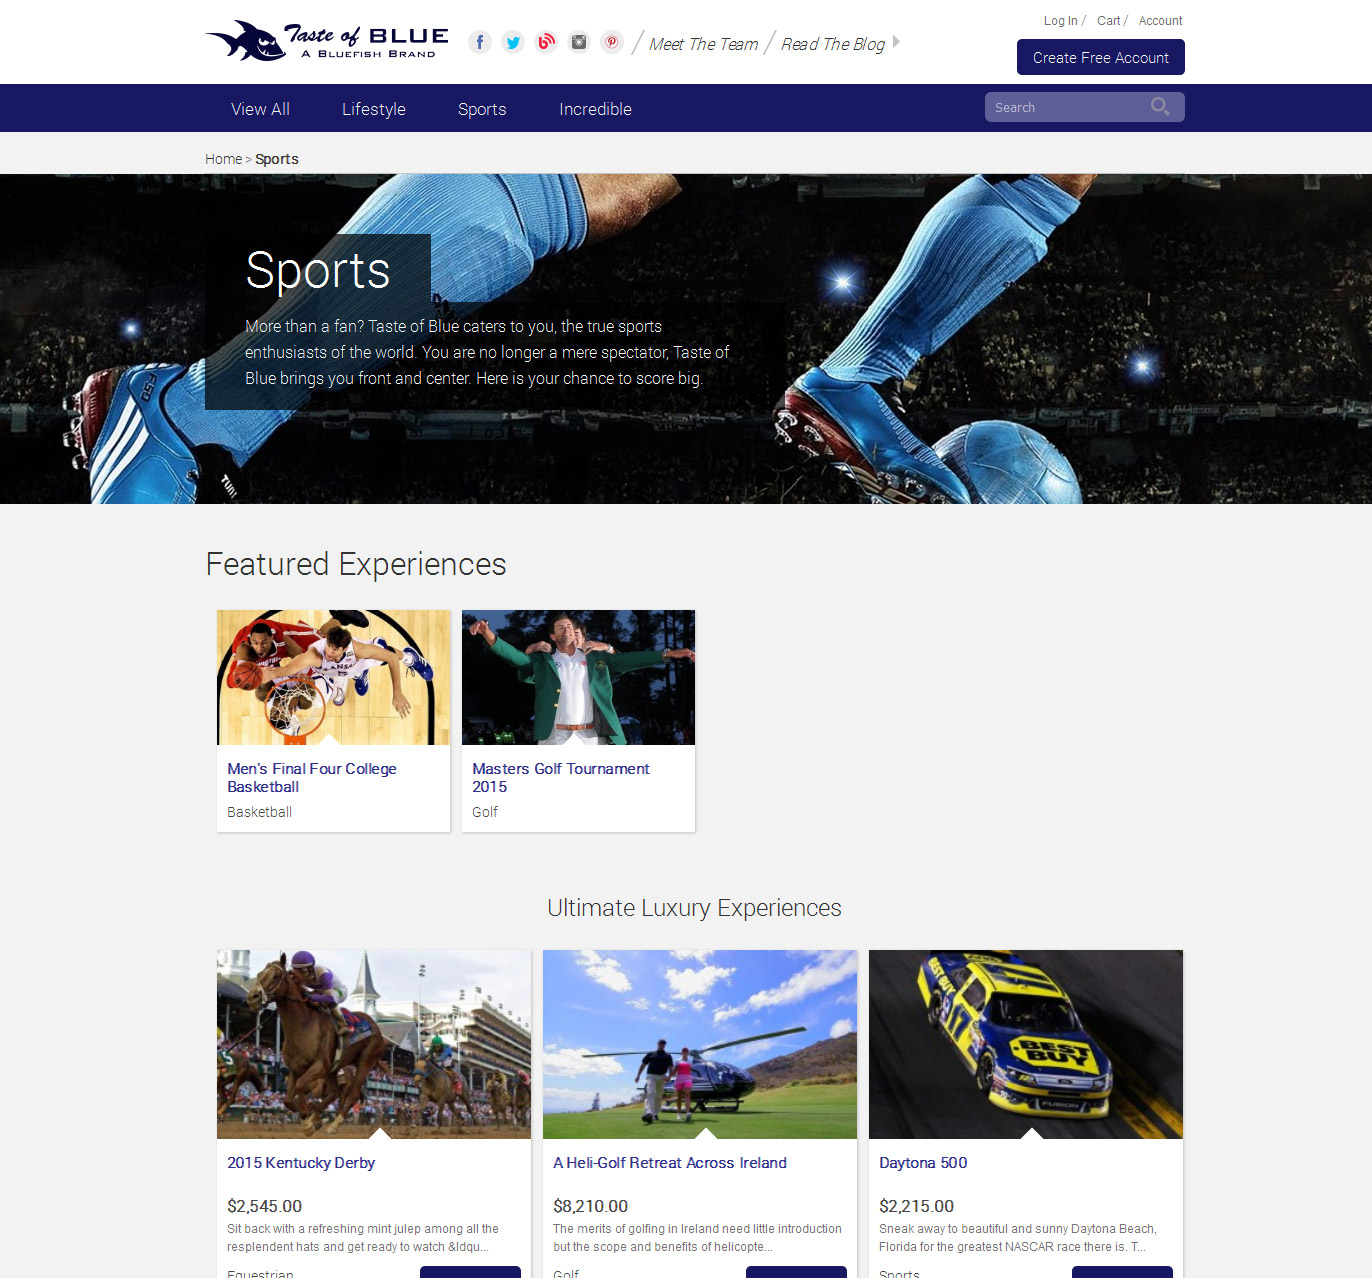 Taste of BLUE
A BLUEFISH BRAND
Meet The Team / Read The Blog
Log In / Cart / Account
Create Free Account
View All Lifestyle Sports Incredible
Search
Home > Sports
Sports
More than a fan? Taste of Blue caters to you, the true sports
enthusiasts of the world. You are no longer a mere spectator, Taste of
Blue brings you front and center. Here is your chance to score big.
Featured Experiences
KANSAS
Men's Final Four College
Basketball
Basketball
Masters Golf Tournament
2015
Golf
Ultimate Luxury Experiences
2015 Kentucky Derby
$2,545.00
Sit back with a refreshing mint julep among all the
resplendent hats and get ready to watch &ldqu...
Equestrian
A Heli-Golf Retreat Across Ireland
$8,210.00
The merits of golfing in Ireland need little introduction
but the scope and benefits of helicopte...
Golf
BEST BUY
17
BEST
BUY
FUSION
Daytona 500
$2,215.00
Sneak away to beautiful and sunny Daytona Beach,
Florida for the greatest NASCAR race there is. T...
Sports